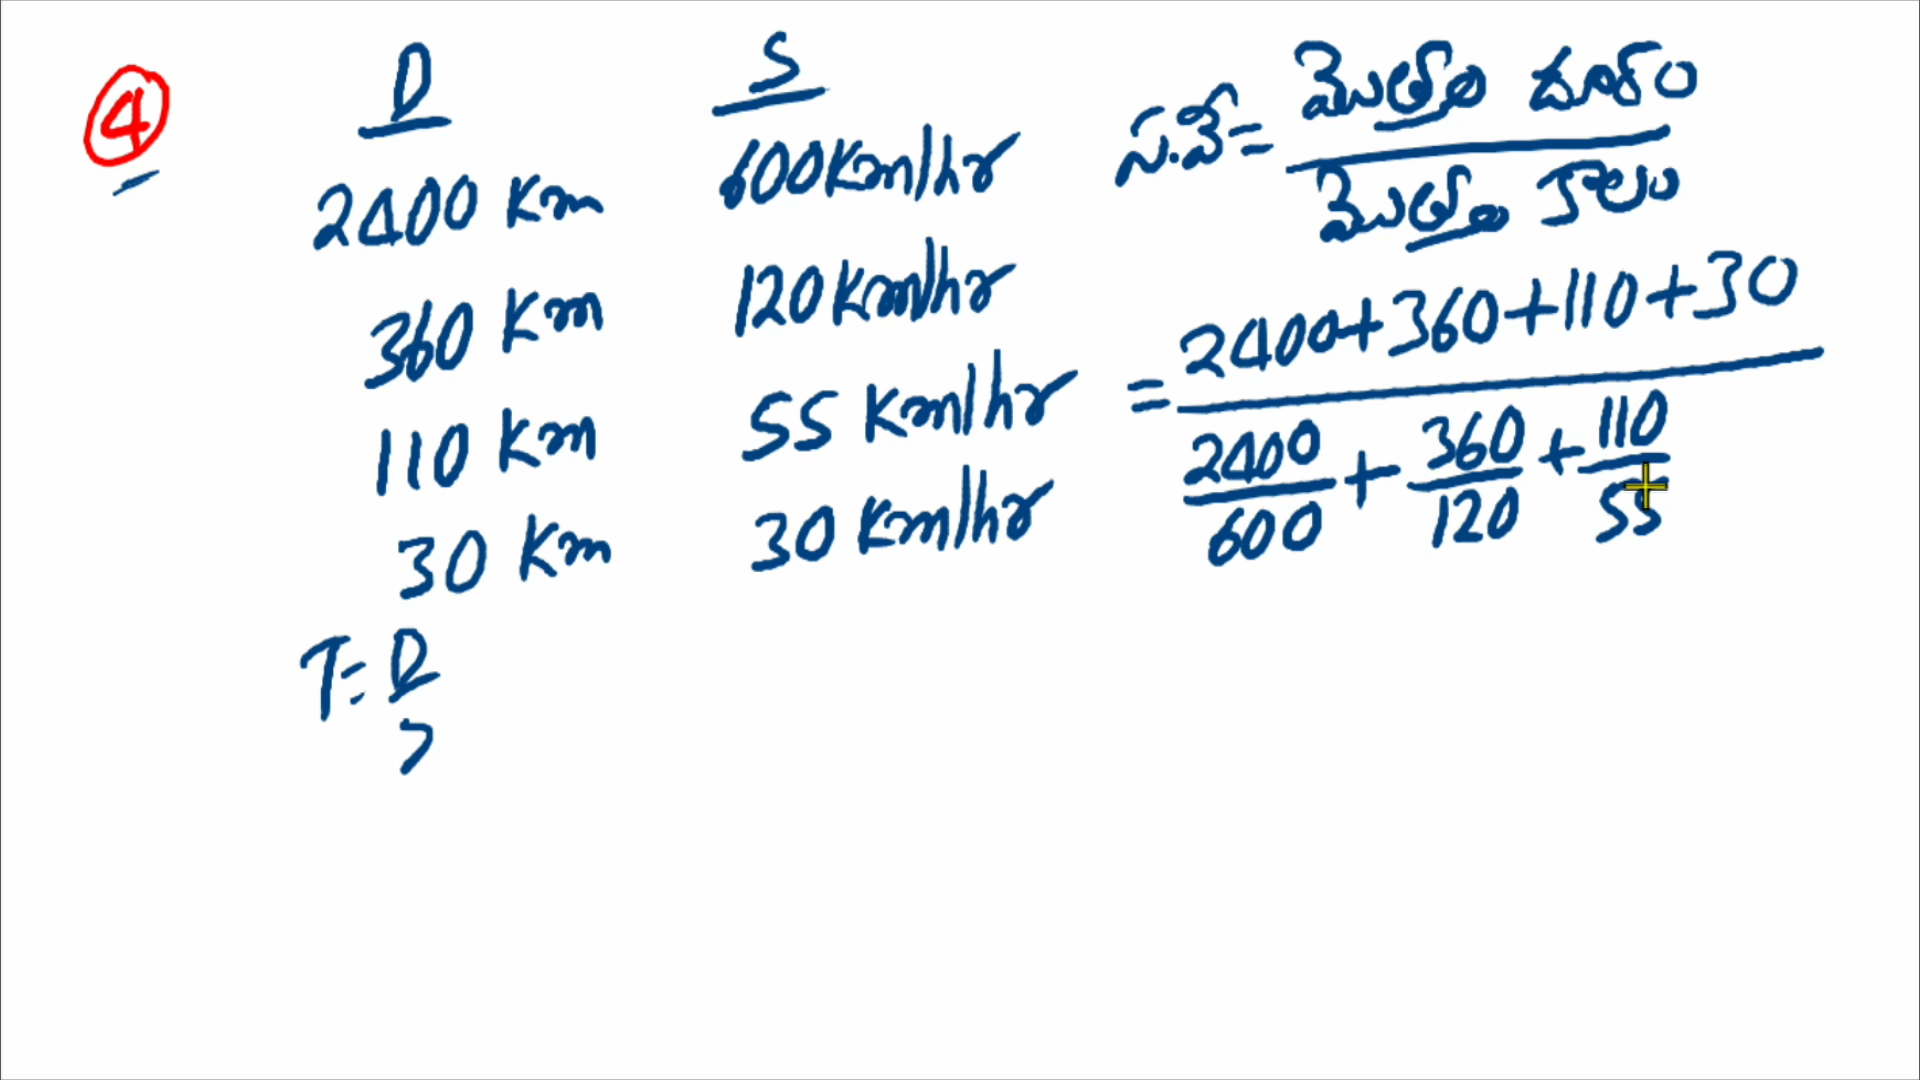 4
D S
2400 Km 600 Km/hr
360 Km 120 Km/hr
110 Km 55 Km/hr
30 Km 30 Km/hr
T = D
S
స.వే = మొత్తం దూరం
మొత్తం కాలం
= 2400+360+110+30
2400 + 360 + 110
600 120 55